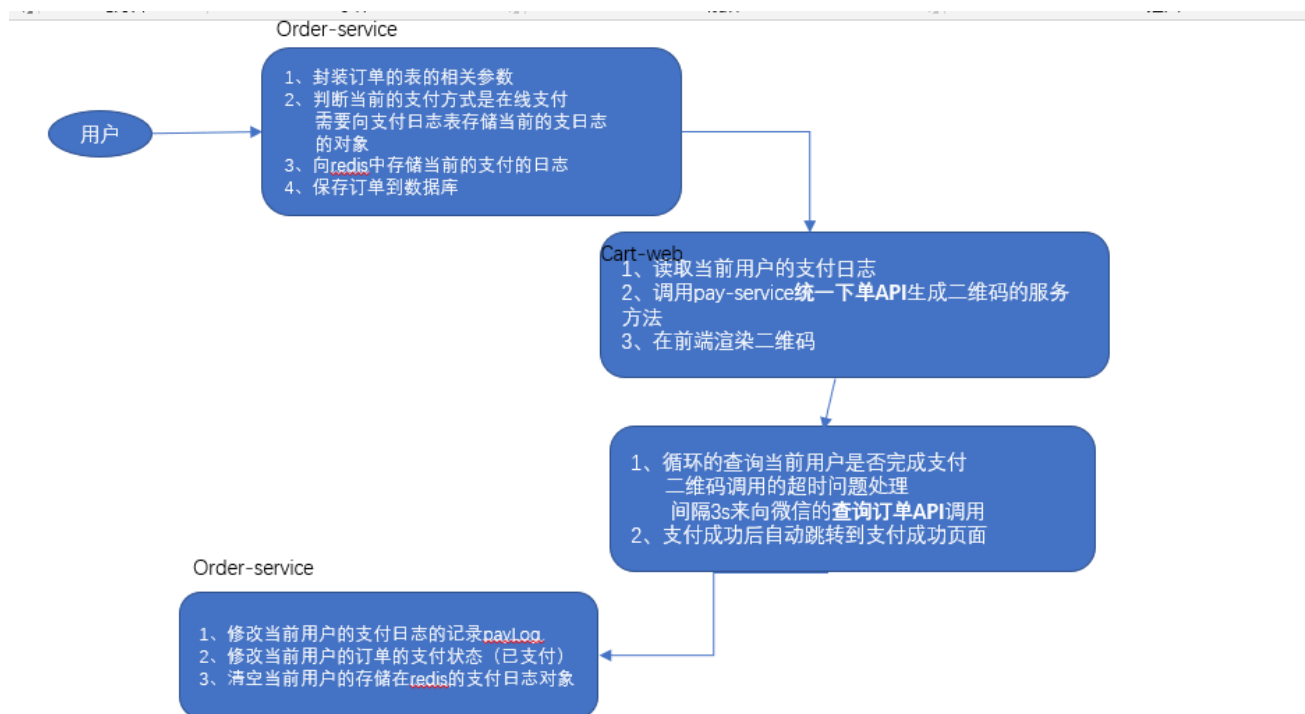 Order-service
1、封装订单的表的相关参数
2、判断当前的支付方式是在线支付
需要向支付日志表存储当前的支日志
的对象
3、向redis中存储当前的支付的日志
4、保存订单到数据库
用户
Cart-web
1、读取当前用户的支付日志
2、调用pay-service统一下单API生成二维码的服务
方法
3、在前端渲染二维码
1、循环的查询当前用户是否完成支付
二维码调用的超时问题处理
间隔3s来向微信的查询订单API调用
2、支付成功后自动跳转到支付成功页面
Order-service
1、修改当前用户的支付日志的记录payLog
2、修改当前用户的订单的支付状态（已支付）
3、清空当前用户的存储在redis的支付日志对象